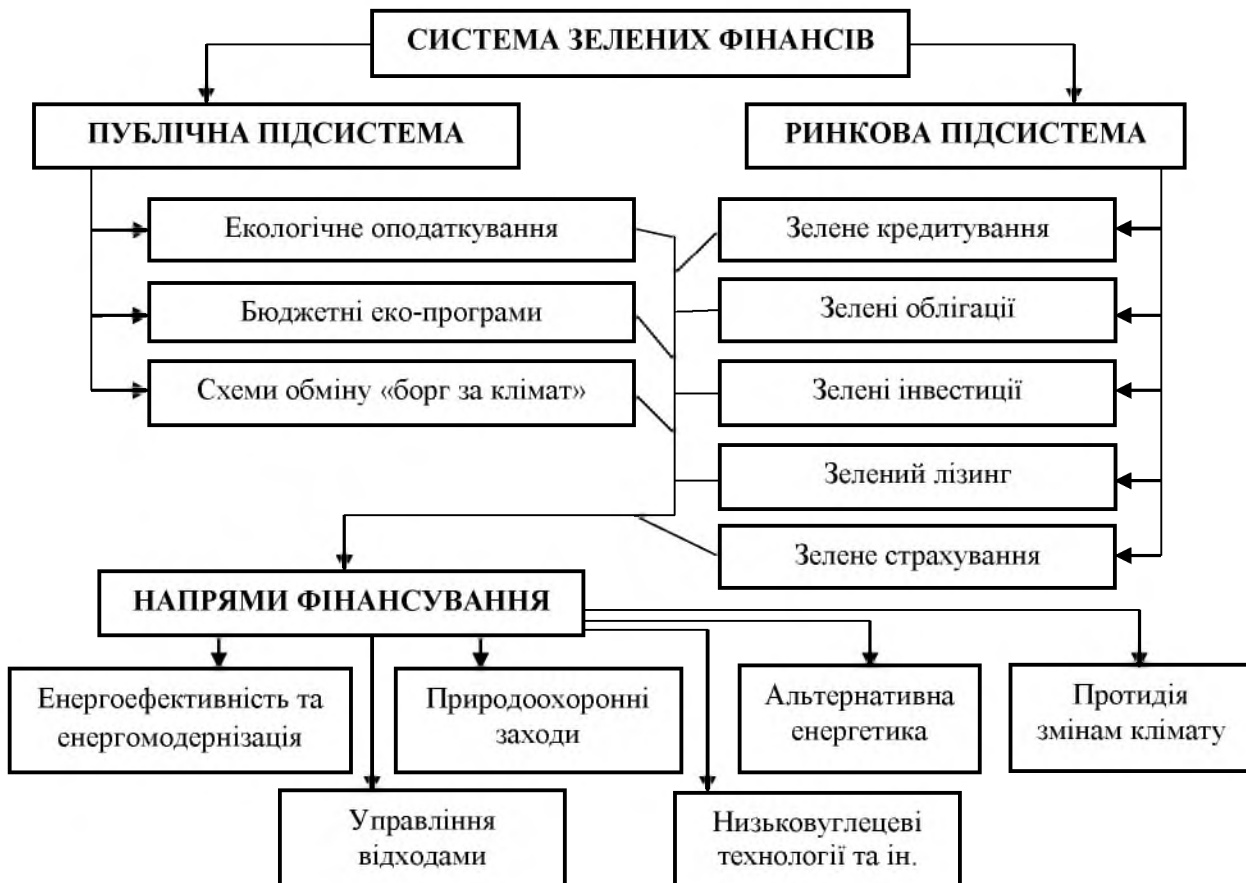 СИСТЕМА ЗЕЛЕНИХ ФІНАНСІВ
ПУБЛІЧНА ПІДСИСТЕМА
РИНКОВА ПІДСИСТЕМА
Екологічне оподаткування
Зелене кредитування
Бюджетні еко-програми
Зелені облігації
Схеми обміну «борг за клімат»
Зелені інвестиції
Зелений лізинг
Зелене страхування
НАПРЯМИ ФІНАНСУВАННЯ
Енергоефективність та
енергомодернізація
Природоохоронні
заходи
Альтернативна
енергетика
Протидія
змінам клімату
Управління
відходами
Низьковуглецеві
технології та ін.